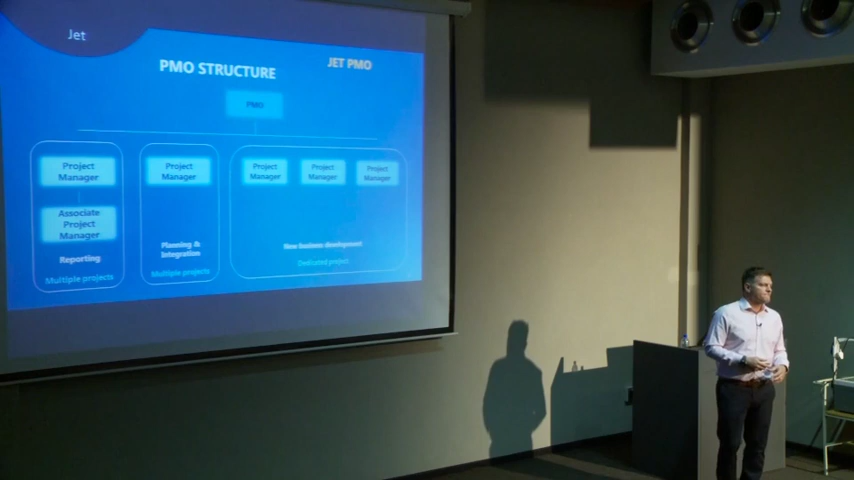 Jet
PMO STRUCTURE
JET PMO
PMO
Project
Manager
Project
Manager
Project
Manager
Project
Manager
Project
Manager
Associate
Project
Manager
Reporting
Multiple projects
Planning &
Integration
Multiple projects
New business development
Dedicated project